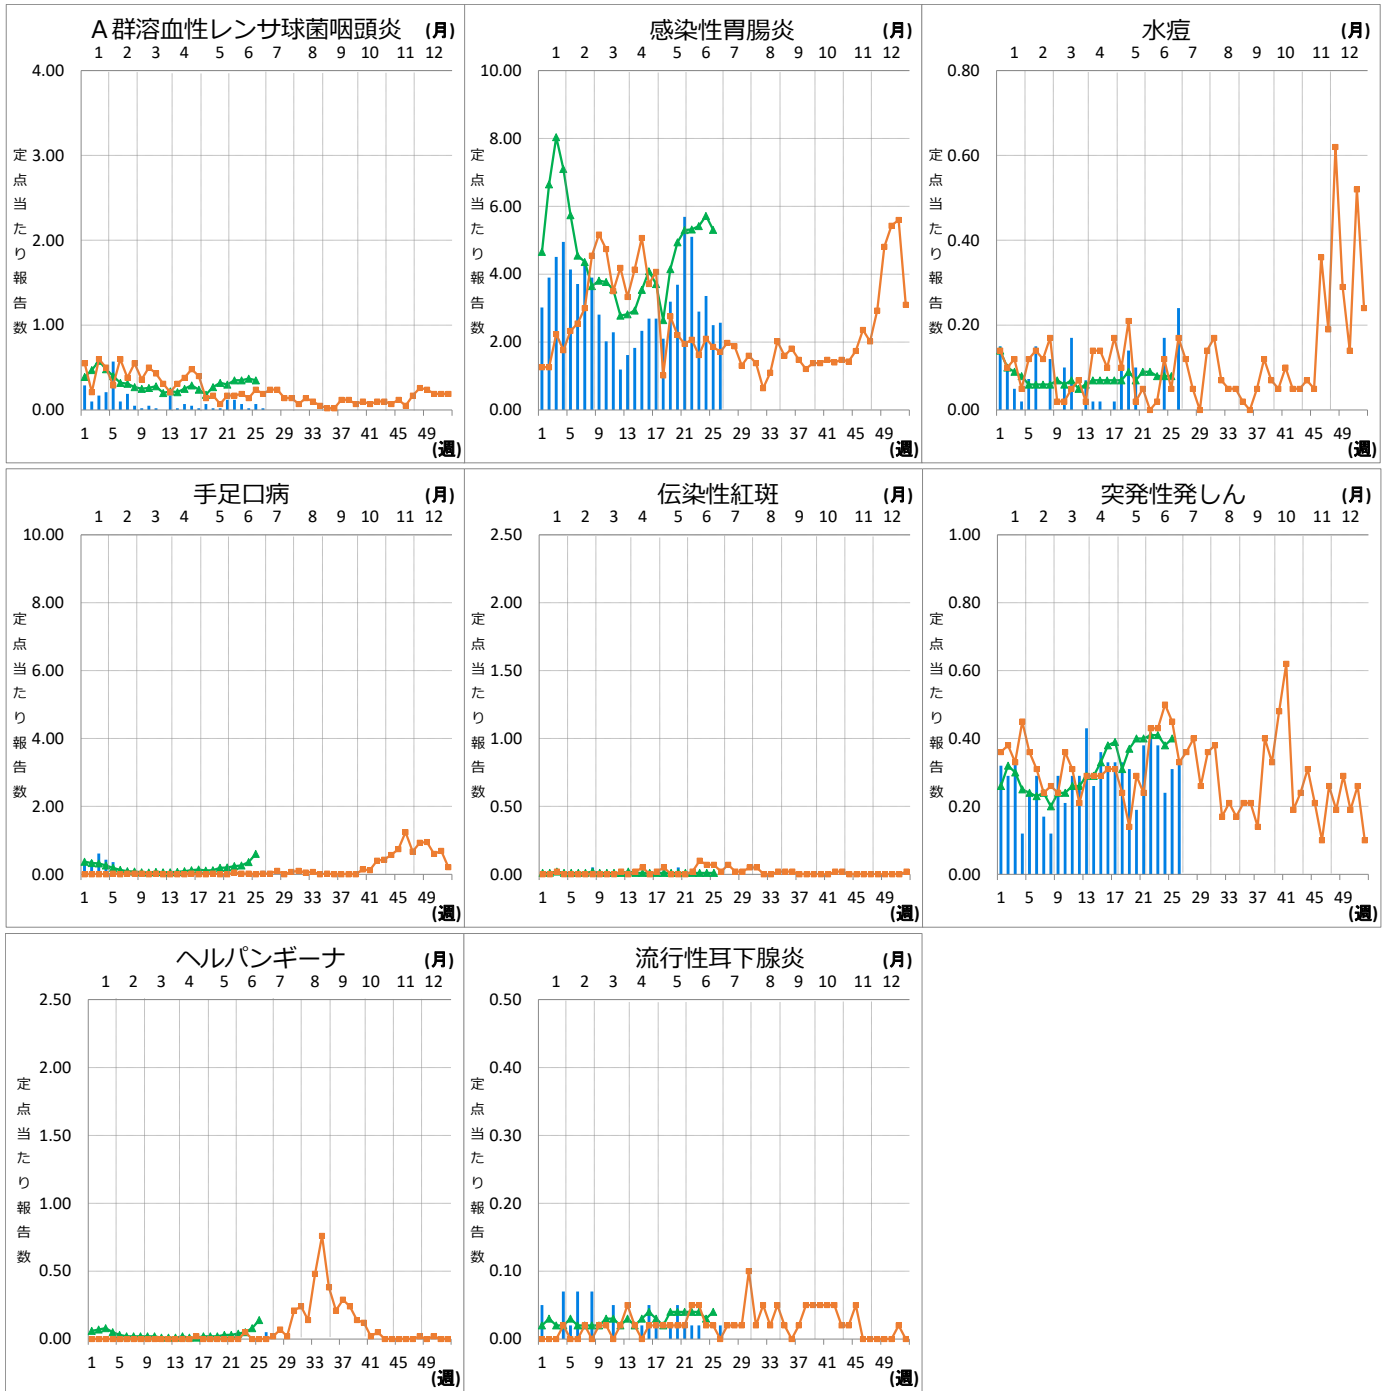 A群溶血性レンサ球菌咽頭炎 (月)
1 2 3 4 5 6 7 8 9 10 11 12
4.00
3.00
2.00
1.00
0.00
定点当たり報告数
1 5 9 13 17 21 25 29 33 37 41 45 49
(週)
感染性胃腸炎 (月)
1 2 3 4 5 6 7 8 9 10 11 12
10.00
8.00
6.00
4.00
2.00
0.00
定点当たり報告数
1 5 9 13 17 21 25 29 33 37 41 45 49
(週)
水痘 (月)
1 2 3 4 5 6 7 8 9 10 11 12
0.80
0.60
0.40
0.20
0.00
定点当たり報告数
1 5 9 13 17 21 25 29 33 37 41 45 49
(週)
手足口病 (月)
1 2 3 4 5 6 7 8 9 10 11 12
10.00
8.00
6.00
4.00
2.00
0.00
定点当たり報告数
1 5 9 13 17 21 25 29 33 37 41 45 49
(週)
伝染性紅斑 (月)
1 2 3 4 5 6 7 8 9 10 11 12
2.50
2.00
1.50
1.00
0.50
0.00
定点当たり報告数
1 5 9 13 17 21 25 29 33 37 41 45 49
(週)
突発性発しん (月)
1 2 3 4 5 6 7 8 9 10 11 12
1.00
0.80
0.60
0.40
0.20
0.00
定点当たり報告数
1 5 9 13 17 21 25 29 33 37 41 45 49
(週)
ヘルパンギーナ (月)
1 2 3 4 5 6 7 8 9 10 11 12
2.50
2.00
1.50
1.00
0.50
0.00
定点当たり報告数
1 5 9 13 17 21 25 29 33 37 41 45 49
(週)
流行性耳下腺炎 (月)
1 2 3 4 5 6 7 8 9 10 11 12
0.50
0.40
0.30
0.20
0.10
0.00
定点当たり報告数
1 5 9 13 17 21 25 29 33 37 41 45 49
(週)